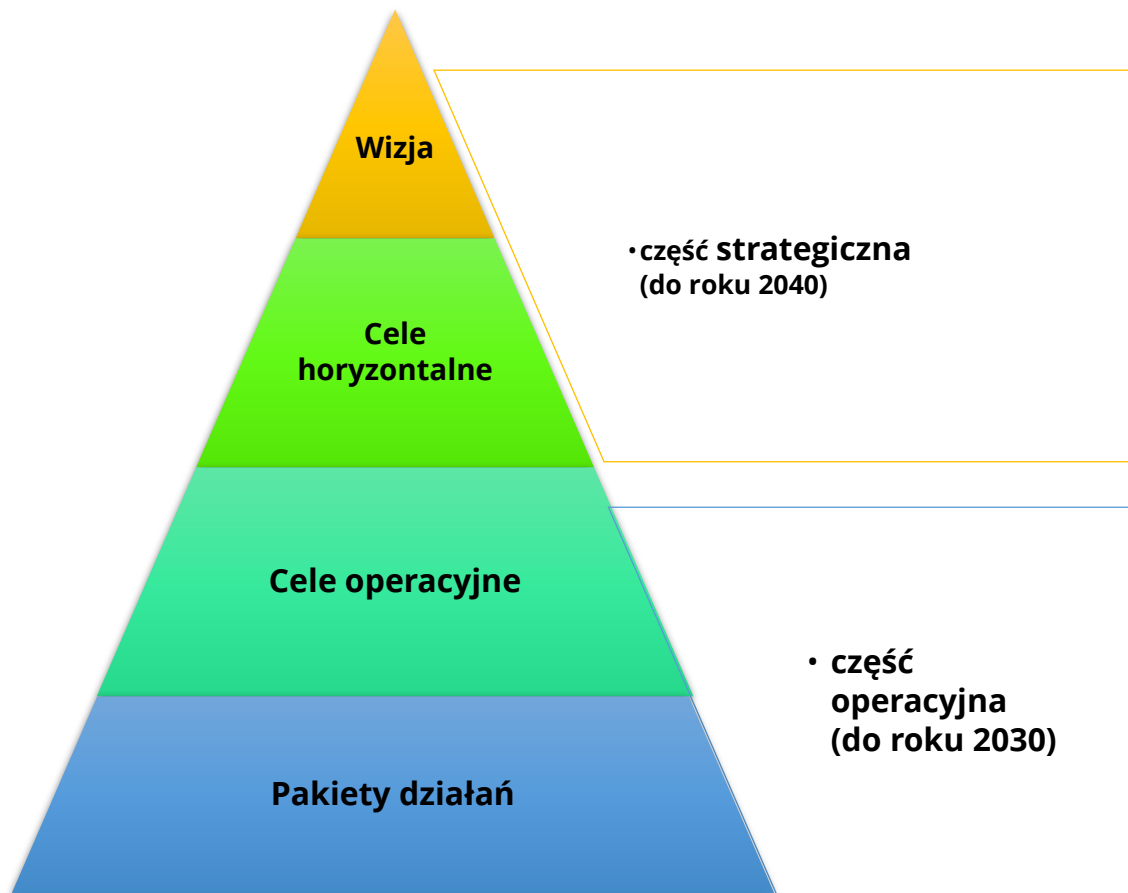 Wizja
• część strategiczna
(do roku 2040)
Cele
horyzontalne
Cele operacyjne
• część
operacyjna
(do roku 2030)
Pakiety działań